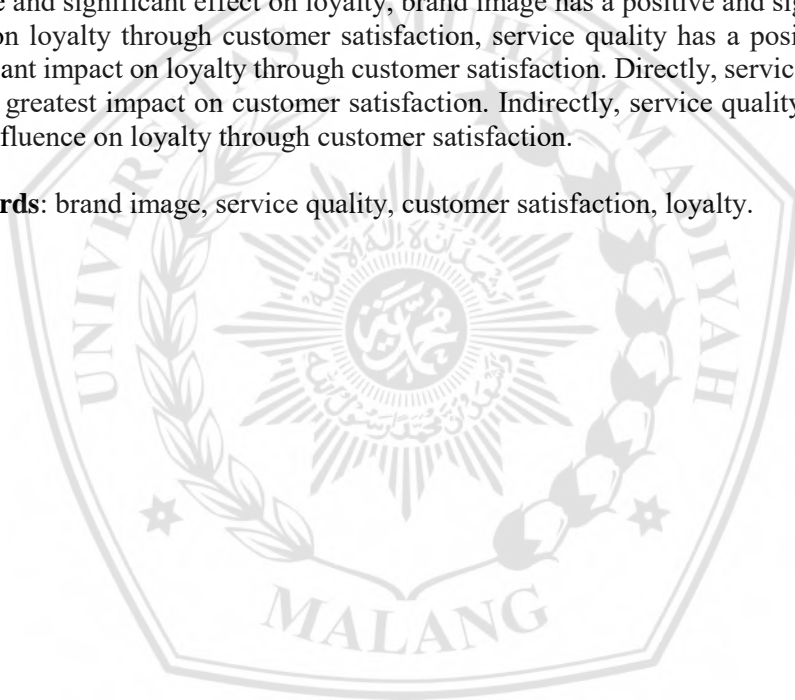 e and significant effect on loyalty, brand image has a positive and sig
on loyalty through customer satisfaction, service quality has a posi
ant impact on loyalty through customer satisfaction. Directly, servic
greatest impact on customer satisfaction. Indirectly, service quality
fluence on loyalty through customer satisfaction.
rds: brand image, service quality, customer satisfaction, loyalty.
UNIVERSITAS MUHAMMADIYAH
MALANG